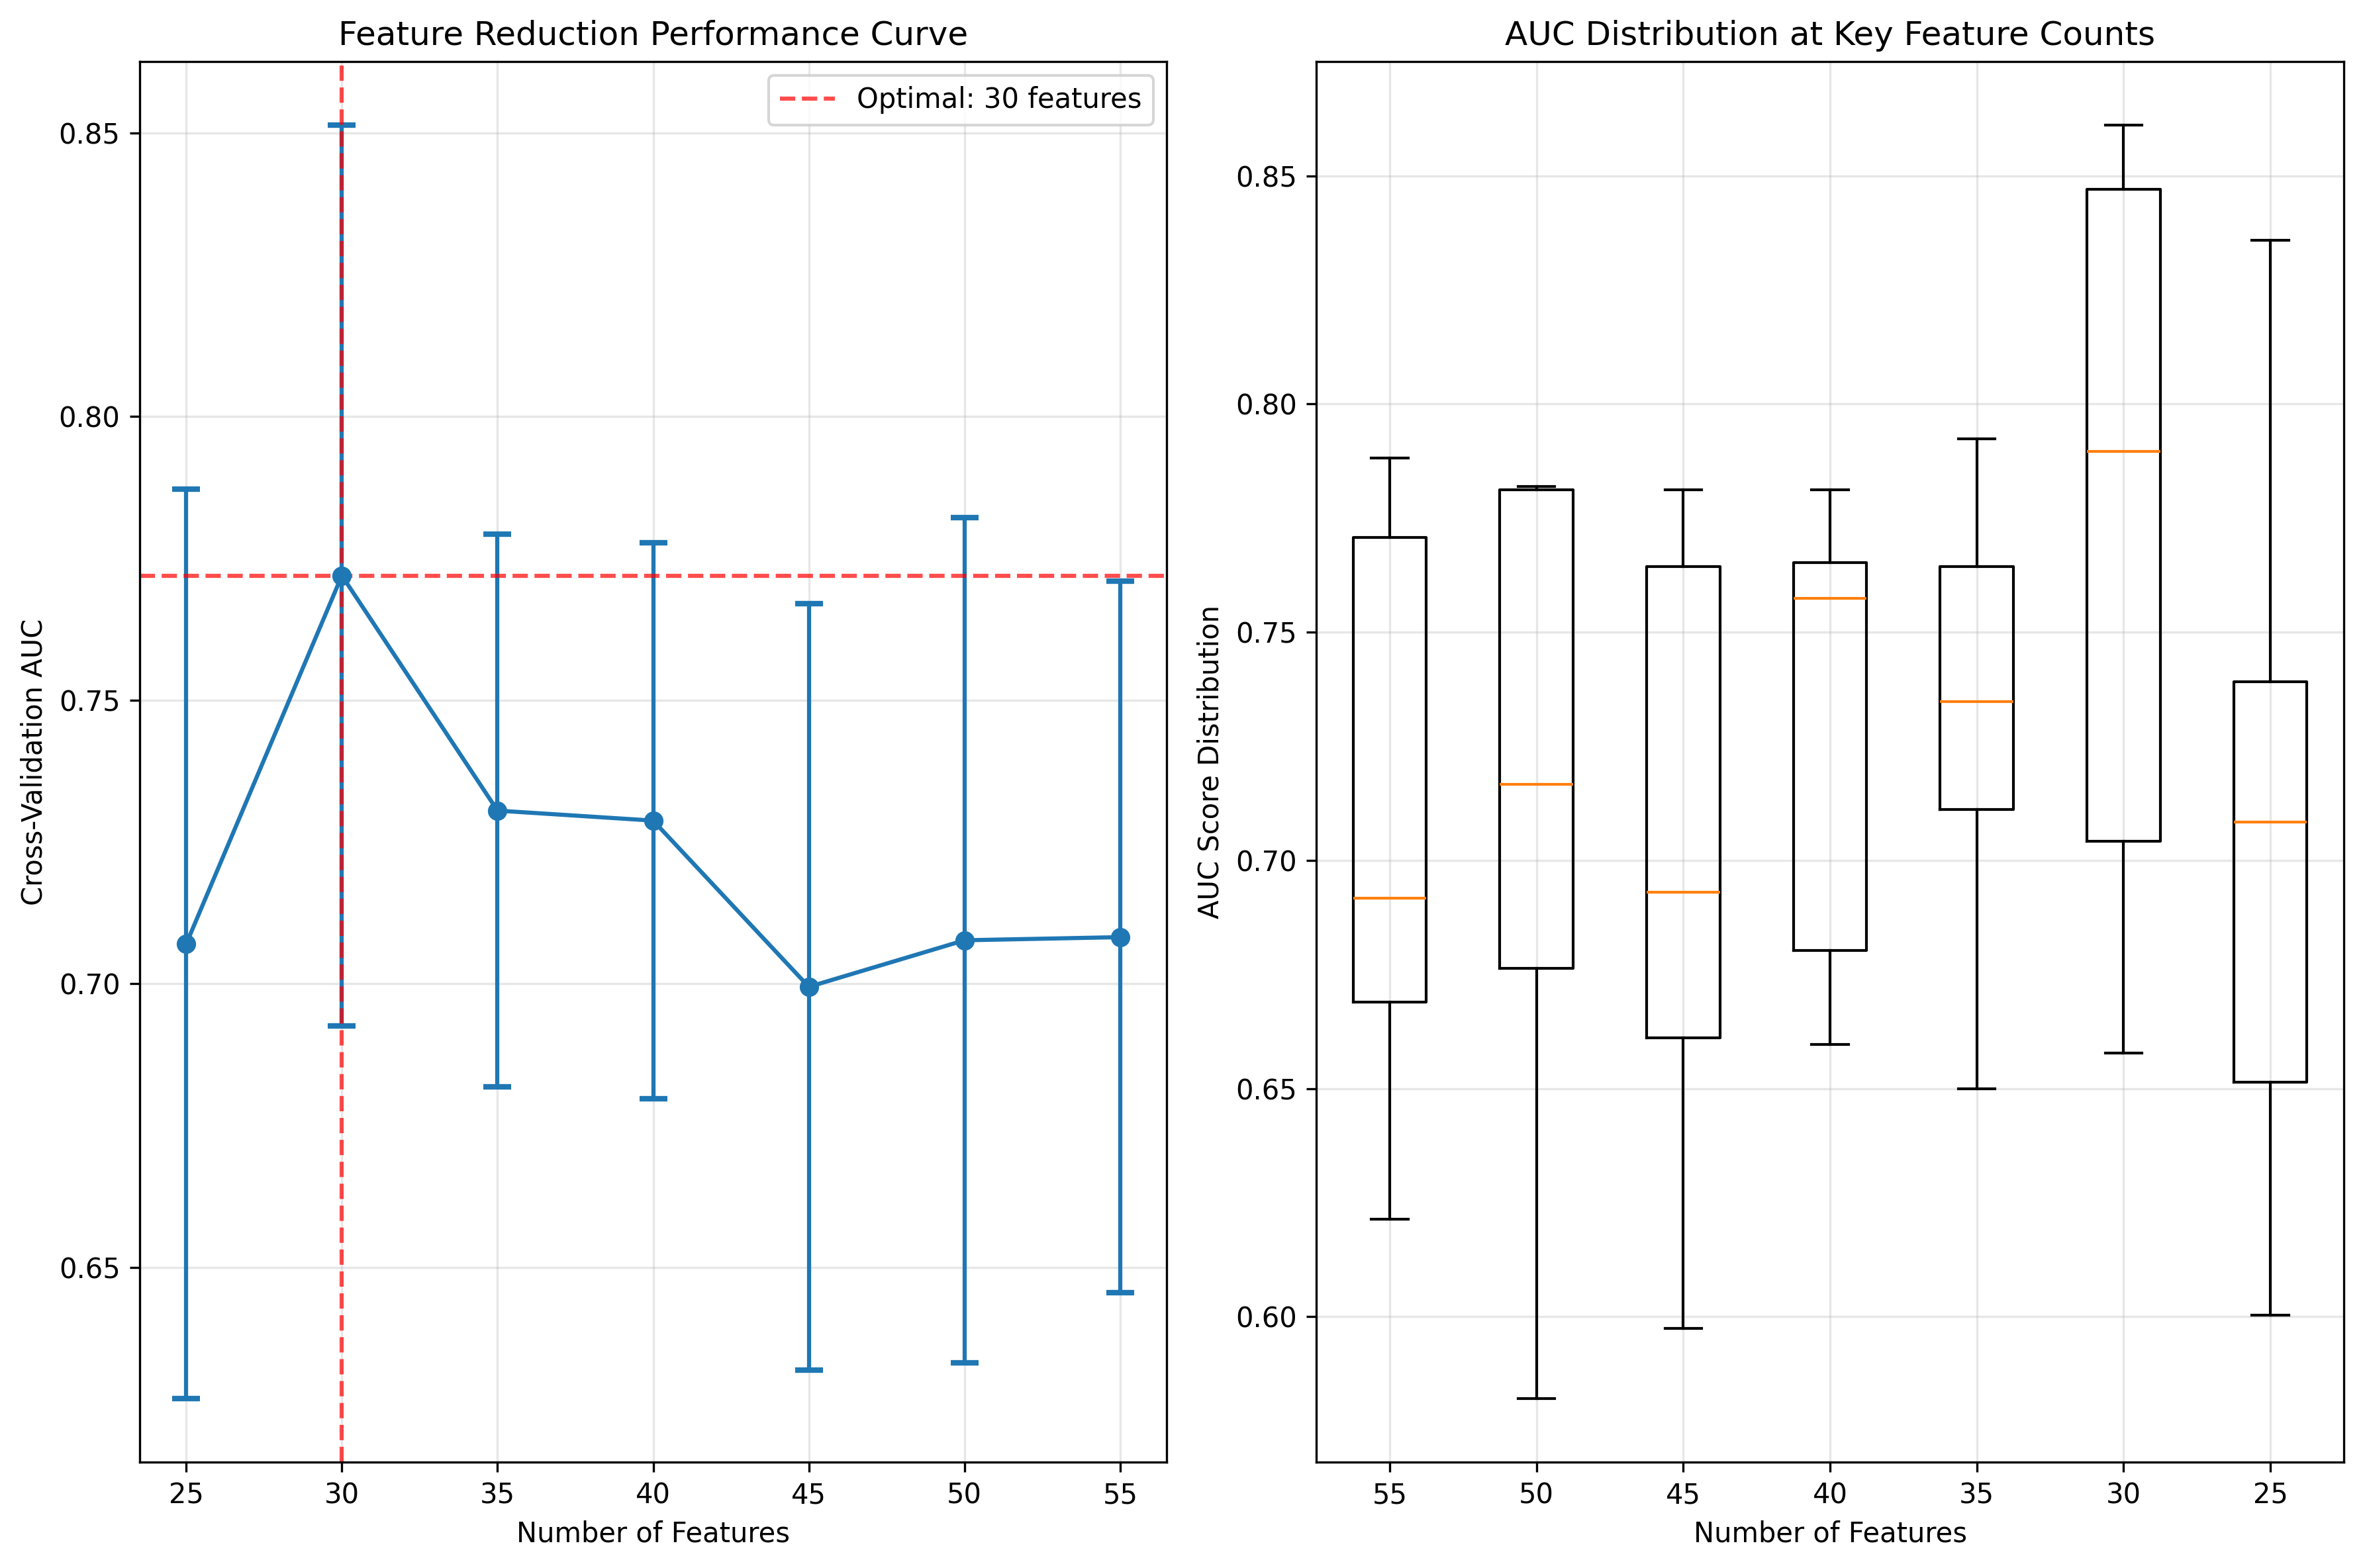 Feature Reduction Performance Curve
Optimal: 30 features
Cross-Validation AUC
0.85
0.80
0.75
0.70
0.65
25 30 35 40 45 50 55
Number of Features
AUC Distribution at Key Feature Counts
AUC Score Distribution
0.85
0.80
0.75
0.70
0.65
0.60
55 50 45 40 35 30 25
Number of Features